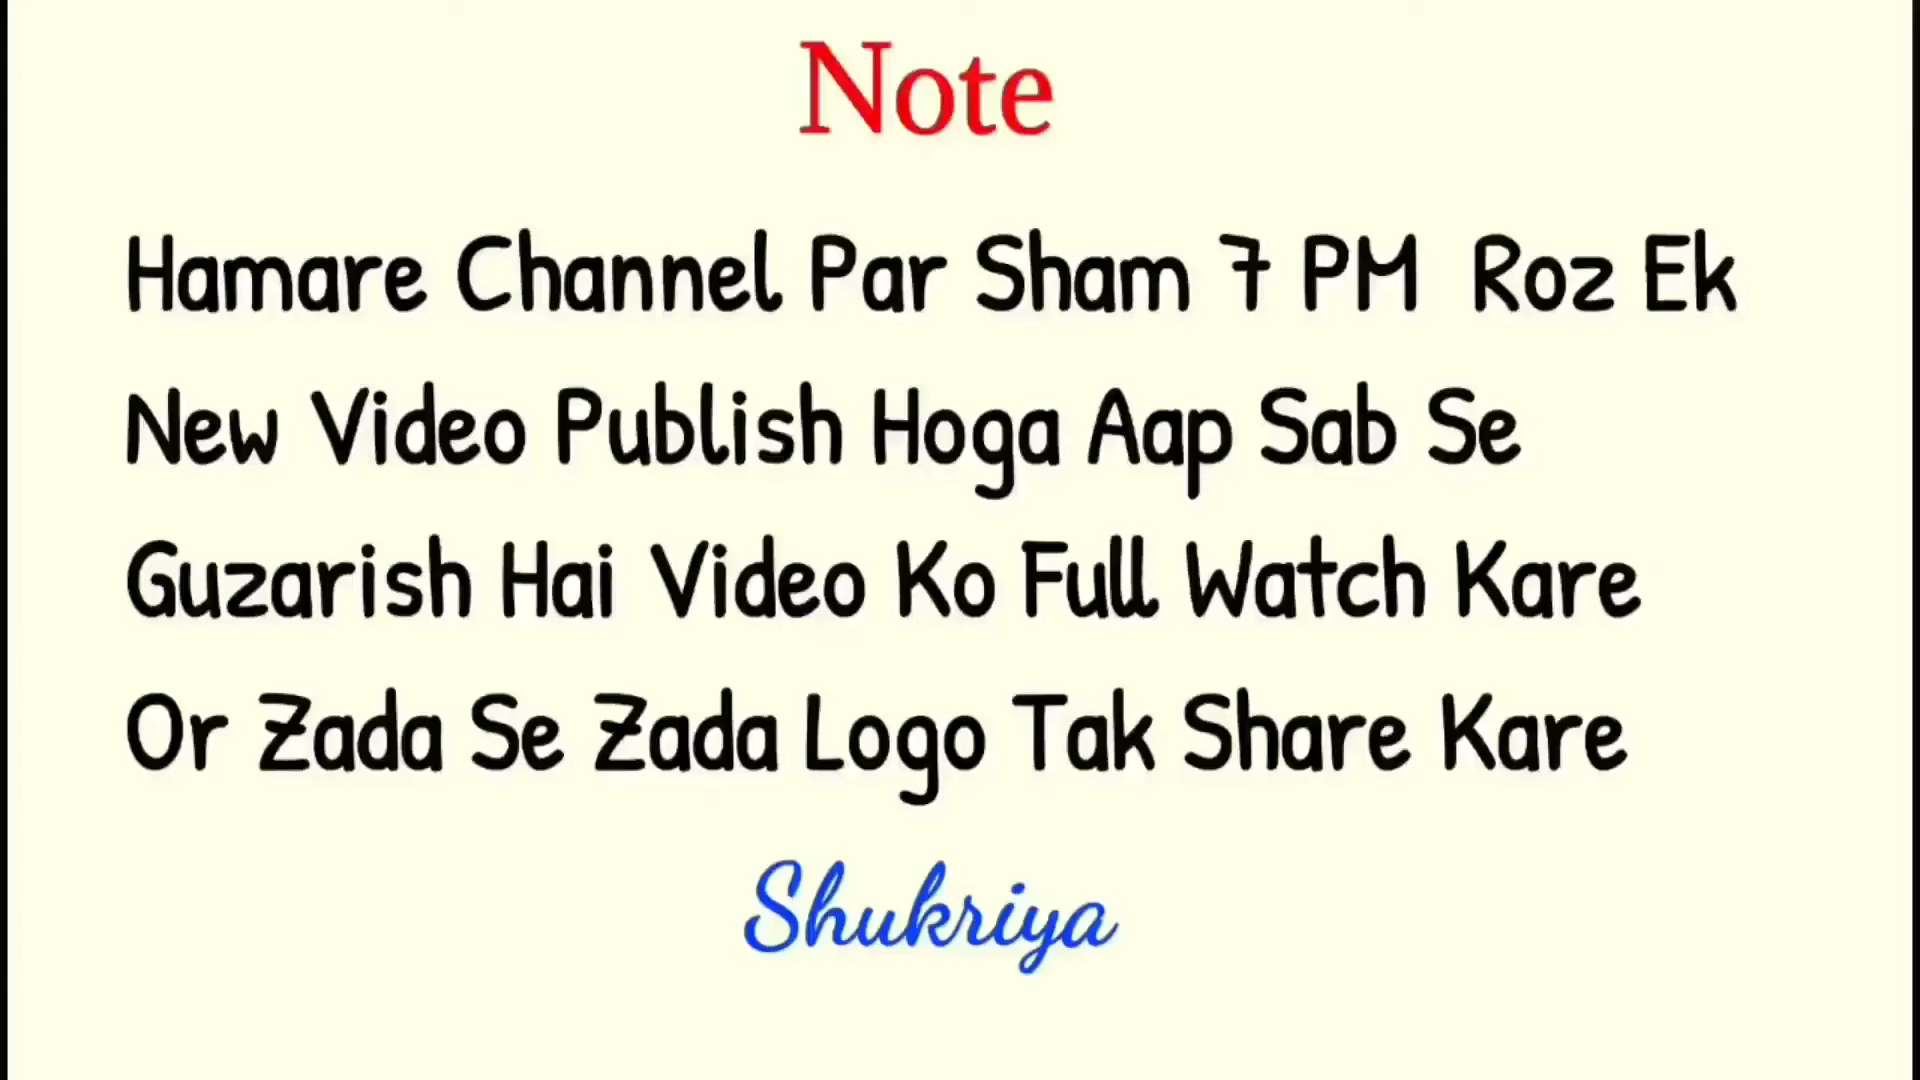 Note
Hamare Channel Par Sham 7 PM Roz Ek
New Video Publish Hoga Aap Sab Se
Guzarish Hai Video Ko Full Watch Kare
Or Zada Se Zada Logo Tak Share Kare
Shukriya